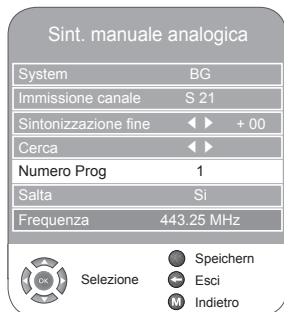 Sint. manuale analogica
System BG
Immissione canale S 21
Sintonizzazione fine ◀ ▶ + 00
Cerca ◀ ▶
Numero Prog 1
Salta Si
Frequenza 443.25 MHz
OK Selezione
Speichern
Esci
M Indietro